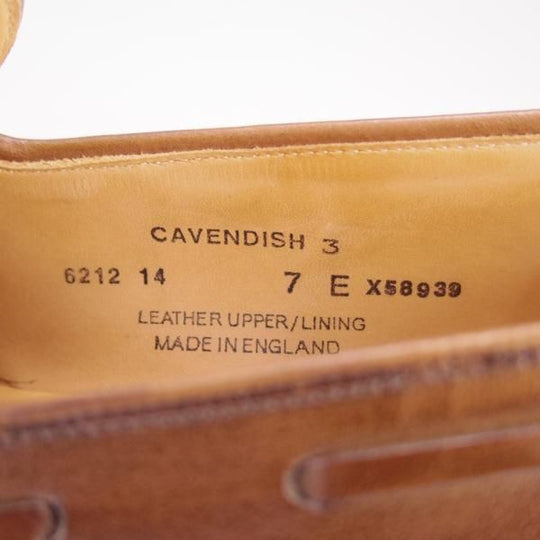 CAVENDISH 3
6212 14 7 E X58939
LEATHER UPPER/LINING
MADE IN ENGLAND